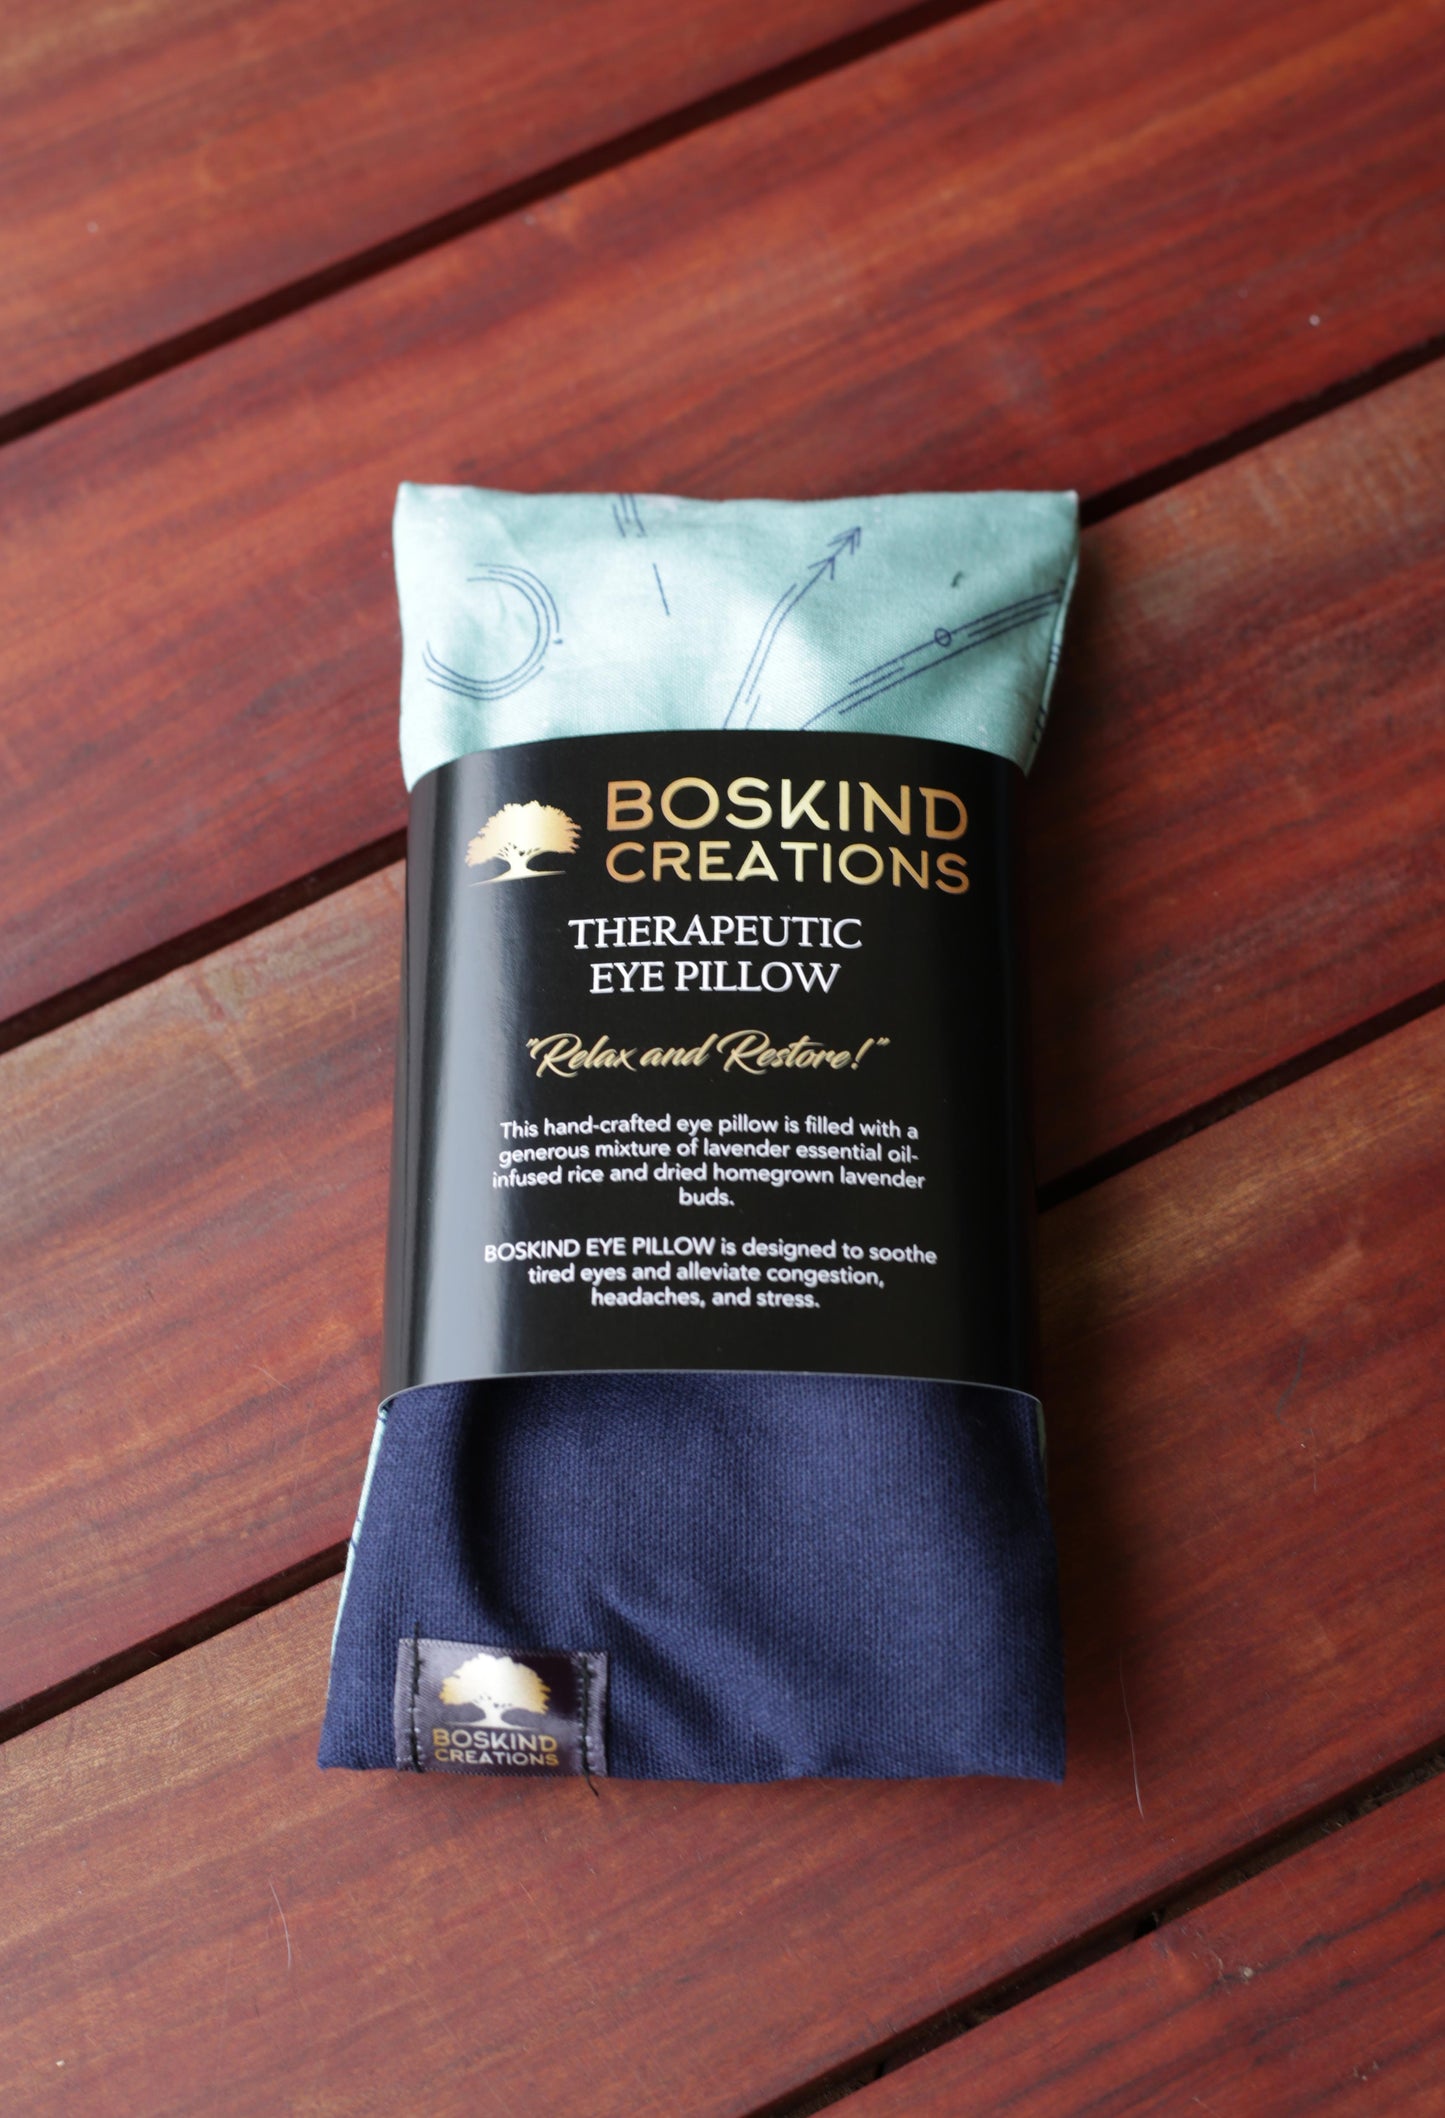 BOSKIND
CREATIONS
THERAPEUTIC
EYE PILLOW
"Relax and Restore!"
This hand-crafted eye pillow is filled with a
generous mixture of lavender essential oil-
infused rice and dried homegrown lavender
buds.
BOSKIND EYE PILLOW is designed to soothe
tired eyes and alleviate congestion,
headaches, and stress.
BOSKIND
CREATIONS